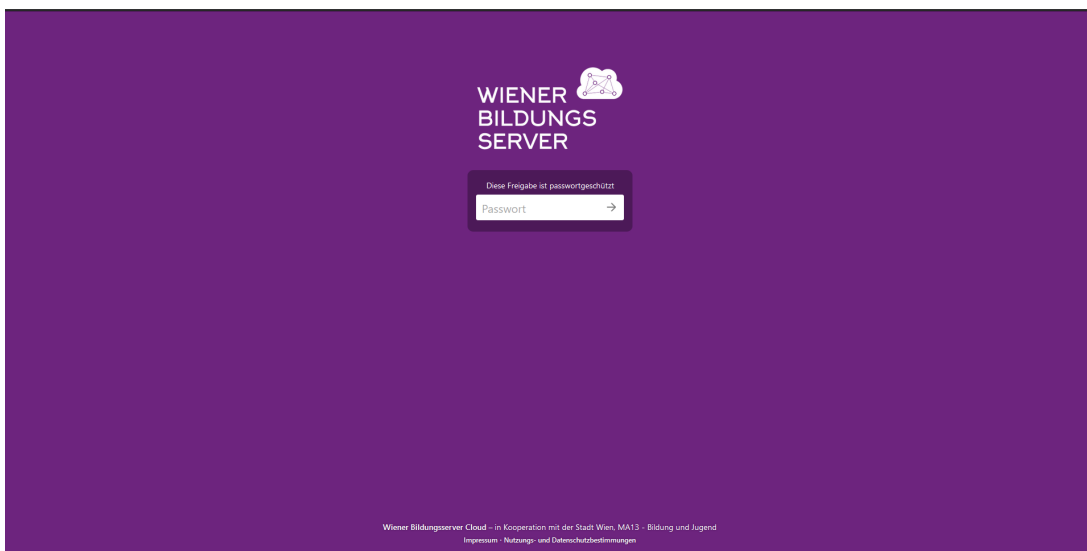 WIENER
BILDUNGS
SERVER
Diese Freigabe ist passwortgeschützt
Passwort
Wiener Bildungsserver Cloud – in Kooperation mit der Stadt Wien, MA13 - Bildung und Jugend
Impressum · Nutzungs- und Datenschutzbestimmungen